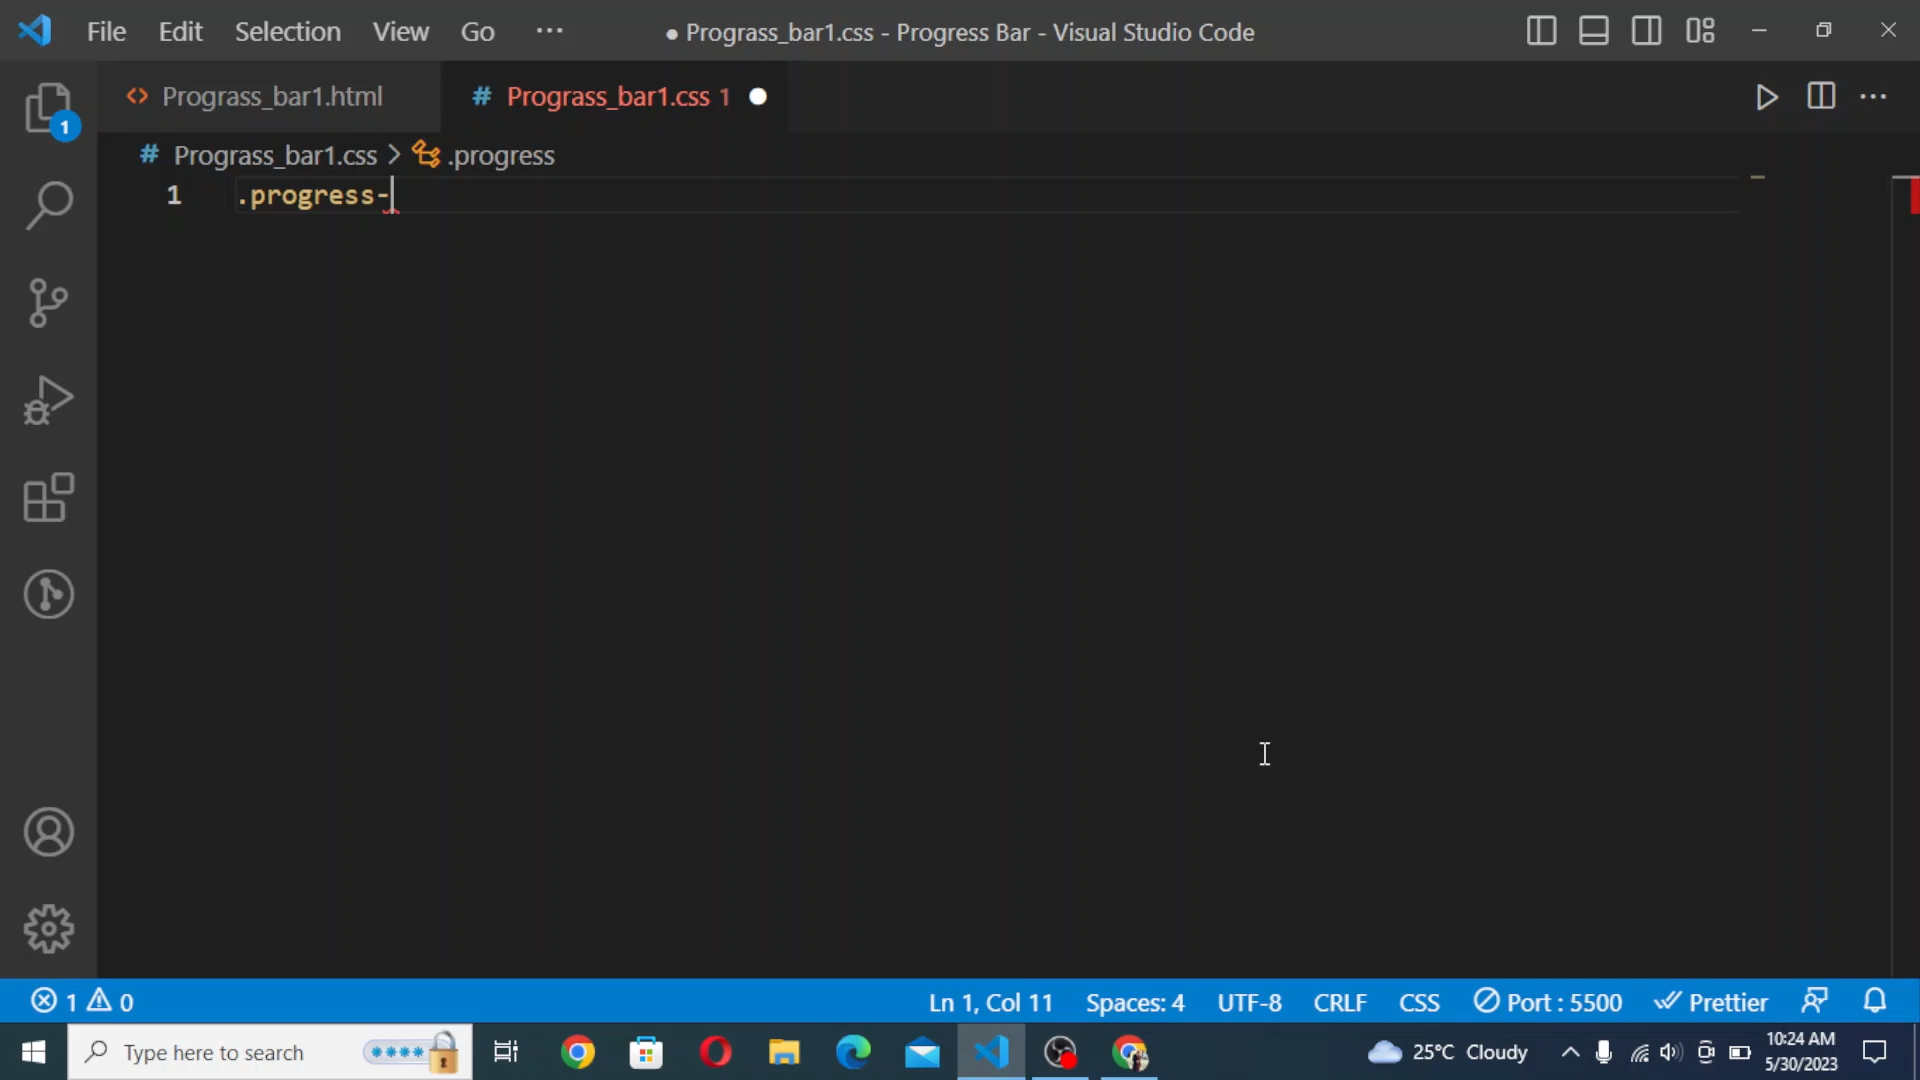 File Edit Selection View Go ··· ● Prograss_bar1.css - Progress Bar - Visual Studio Code
<> Prograss_bar1.html # Prograss_bar1.css 1 ●
1
# Prograss_bar1.css > .progress
1 .progress-
1 0 Ln 1, Col 11 Spaces: 4 UTF-8 CRLF CSS Port : 5500 Prettier
Type here to search 25°C Cloudy 10:24 AM
5/30/2023